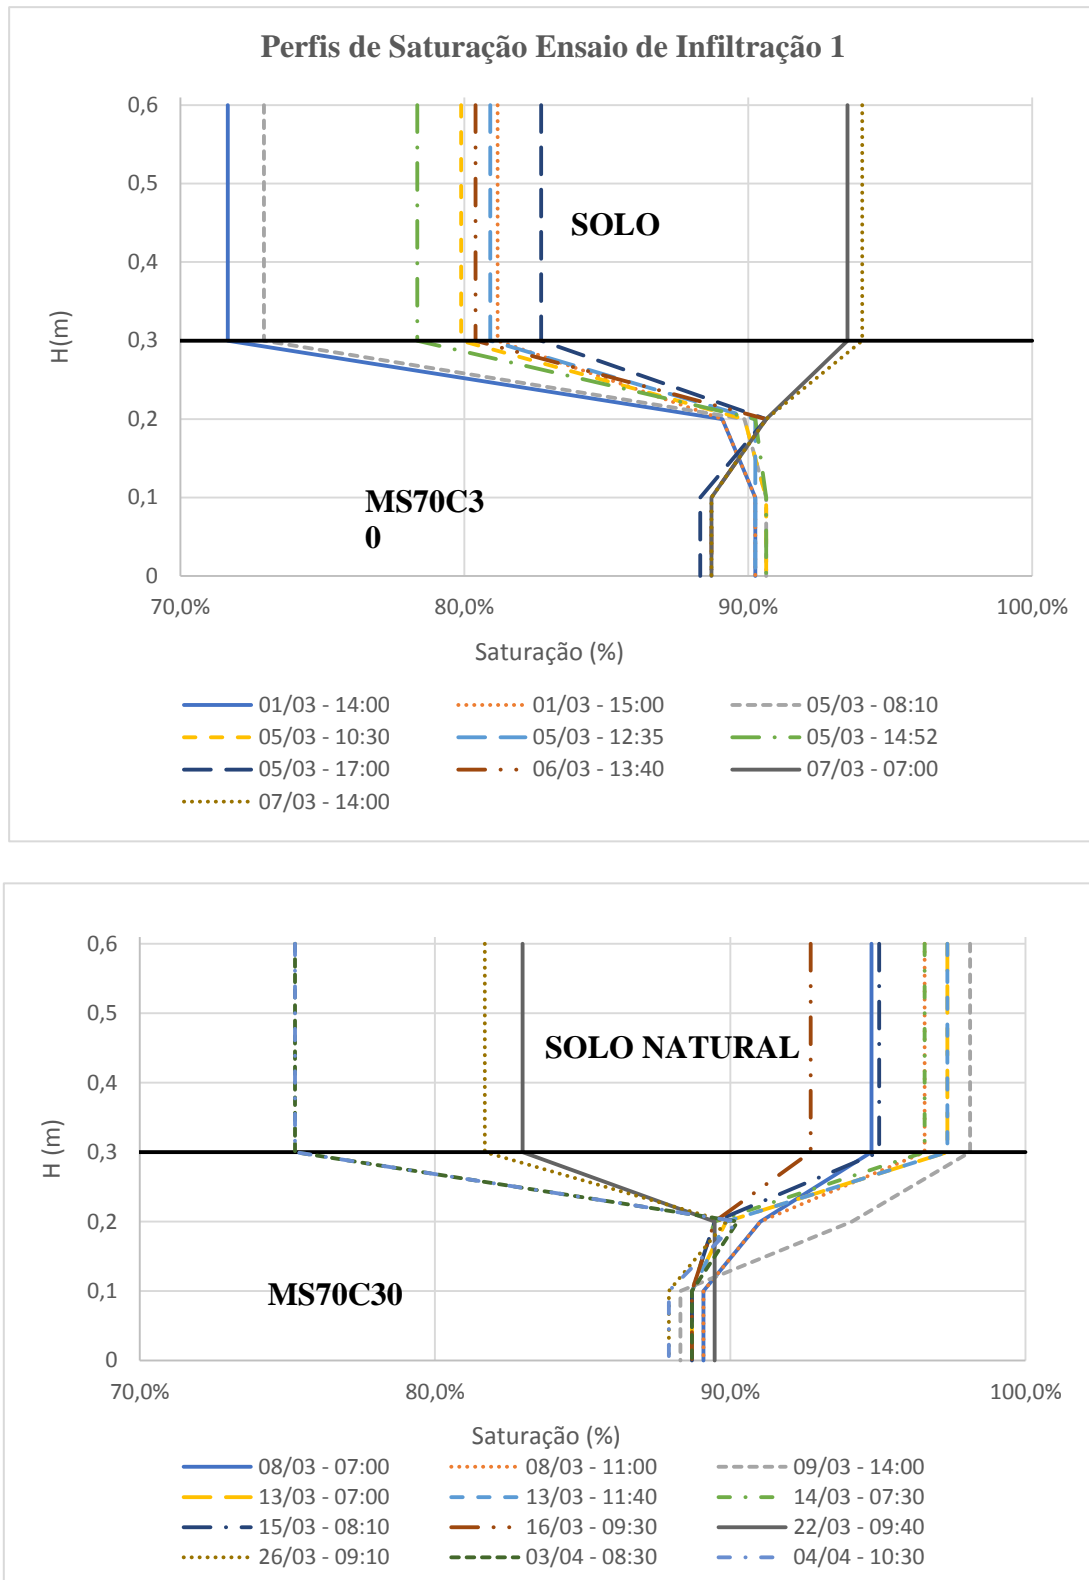 Perfis de Saturação Ensaio de Infiltração 1
0,6
0,5
0,4
0,3
0,2
0,1
0
H(m)
SOLO
MS70C3
0
70,0% 80,0% 90,0% 100,0%
Saturação (%)
01/03 - 14:00 01/03 - 15:00 05/03 - 08:10
05/03 - 10:30 05/03 - 12:35 05/03 - 14:52
05/03 - 17:00 06/03 - 13:40 07/03 - 07:00
07/03 - 14:00
0,6
0,5
0,4
0,3
0,2
0,1
0
H (m)
SOLO NATURAL
MS70C30
70,0% 80,0% 90,0% 100,0%
Saturação (%)
08/03 - 07:00 08/03 - 11:00 09/03 - 14:00
13/03 - 07:00 13/03 - 11:40 14/03 - 07:30
15/03 - 08:10 16/03 - 09:30 22/03 - 09:40
26/03 - 09:10 03/04 - 08:30 04/04 - 10:30